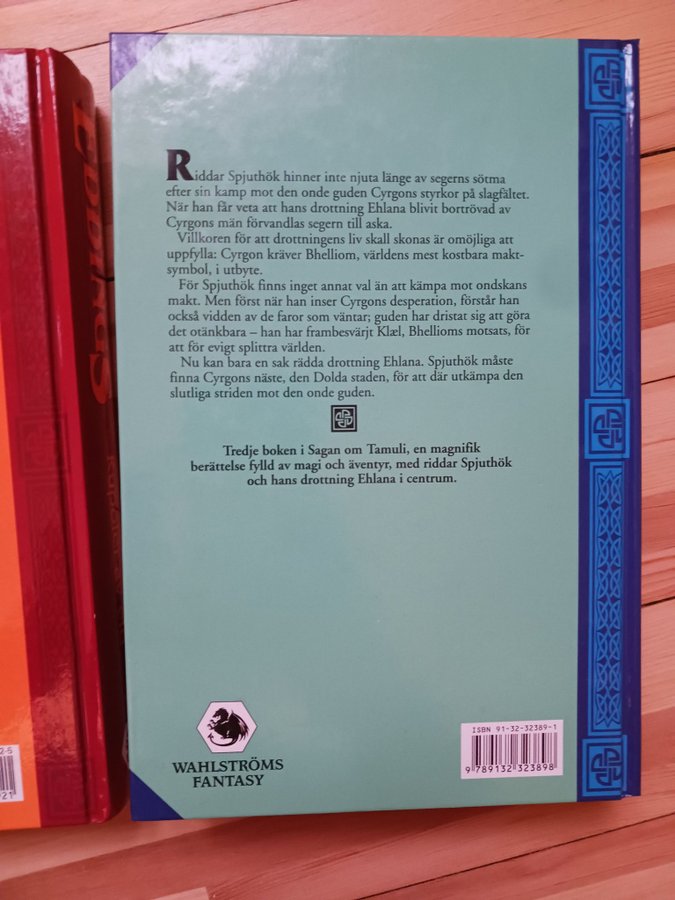 EDDINGS
Riddar Spjuthök hinner inte njuta länge av segerns sötma
efter sin kamp mot den onde guden Cyrgons styrkor på slagfältet.
När han får veta att hans drottning Ehlana blivit bortrövad av
Cyrgons män förvandlas segern till aska.
Villkoren för att drottningens liv skall skonas är omöjliga att
uppfylla: Cyrgon kräver Bhelliom, världens mest kostbara makt-
symbol, i utbyte.
För Spjuthök finns inget annat val än att kämpa mot ondskans
makt. Men först när han inser Cyrgons desperation, förstår han
också vidden av de faror som väntar; guden har dristat sig att göra
det otänkbara – han har frambesvärjt Klæl, Bhellioms motsats, för
att för evigt splittra världen.
Nu kan bara en sak rädda drottning Ehlana. Spjuthök måste
finna Cyrgons näste, den Dolda staden, för att där utkämpa den
slutliga striden mot den onde guden.
Tredje boken i Sagan om Tamuli, en magnifik
berättelse fylld av magi och äventyr, med riddar Spjuthök
och hans drottning Ehlana i centrum.
WAHLSTRÖMS
FANTASY
ISBN 91-32-32389-1
9 789132 323898
2-5
21